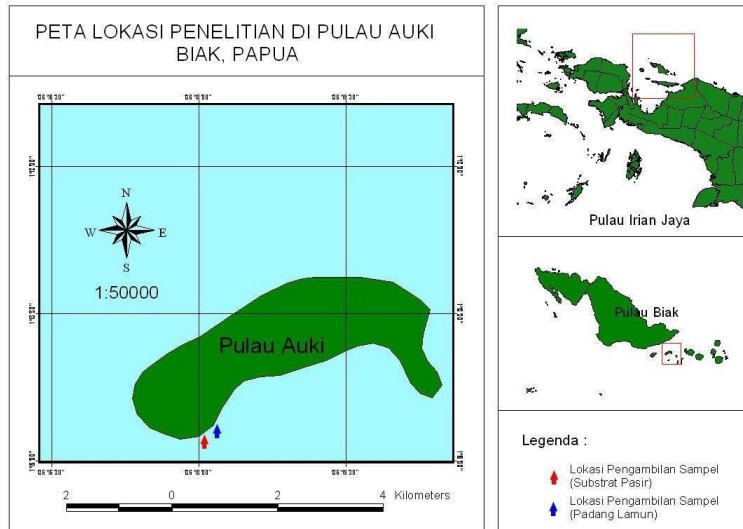 PETA LOKASI PENELITIAN DI PULAU AUKI
BIAK, PAPUA
N
W E
S
1:50000
Pulau Auki
2 0 2 4 Kilometers
Pulau Irian Jaya
Pulau Biak
Legenda :
Lokasi Pengambilan Sampel
(Substrat Pasir)
Lokasi Pengambilan Sampel
(Padang Lamun)